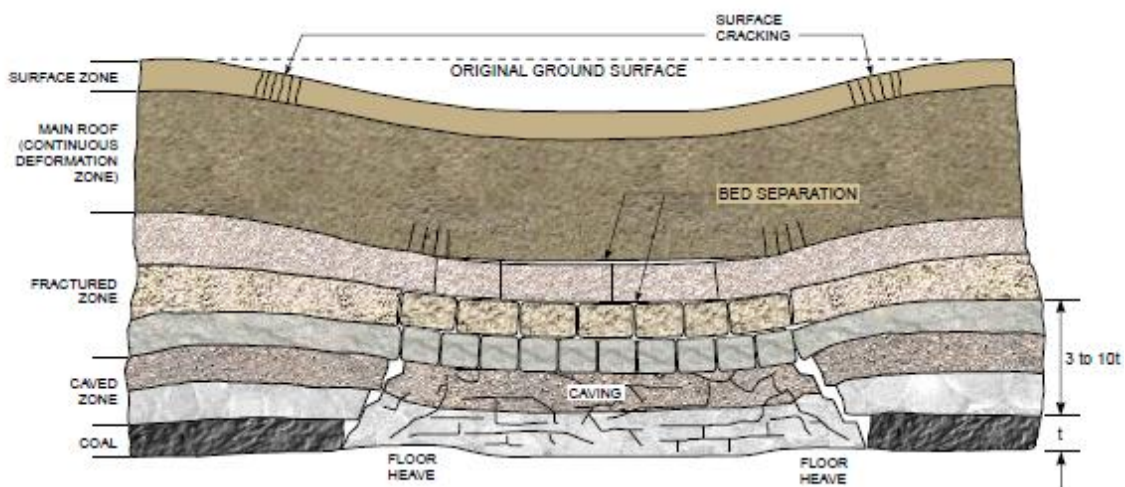 SURFACE
CRACKING
ORIGINAL GROUND SURFACE
SURFACE ZONE
MAIN ROOF
(CONTINUOUS
DEFORMATION
ZONE)
BED SEPARATION
FRACTURED
ZONE
3 to 10t
CAVED
ZONE
CAVING
COAL
t
FLOOR
HEAVE
FLOOR
HEAVE